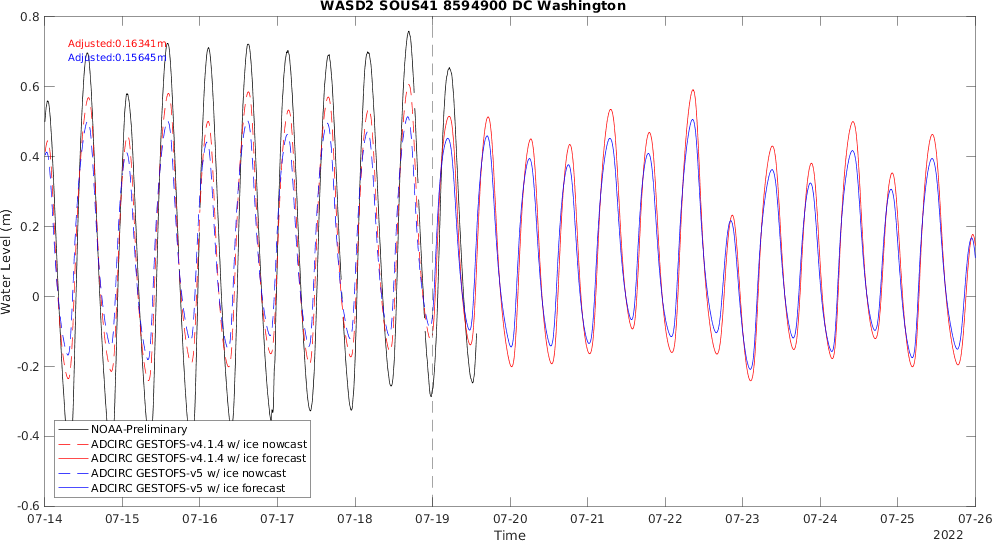 WASD2 SOUS41 8594900 DC Washington
0.8
Adjusted:0.16341m
Adjusted:0.15645m
0.6
0.4
0.2
0
-0.2
-0.4
-0.6
Water Level (m)
NOAA-Preliminary
ADCIRC GESTOFS-v4.1.4 w/ ice nowcast
ADCIRC GESTOFS-v4.1.4 w/ ice forecast
ADCIRC GESTOFS-v5 w/ ice nowcast
ADCIRC GESTOFS-v5 w/ ice forecast
07-14 07-15 07-16 07-17 07-18 07-19 07-20 07-21 07-22 07-23 07-24 07-25 07-26
Time
2022